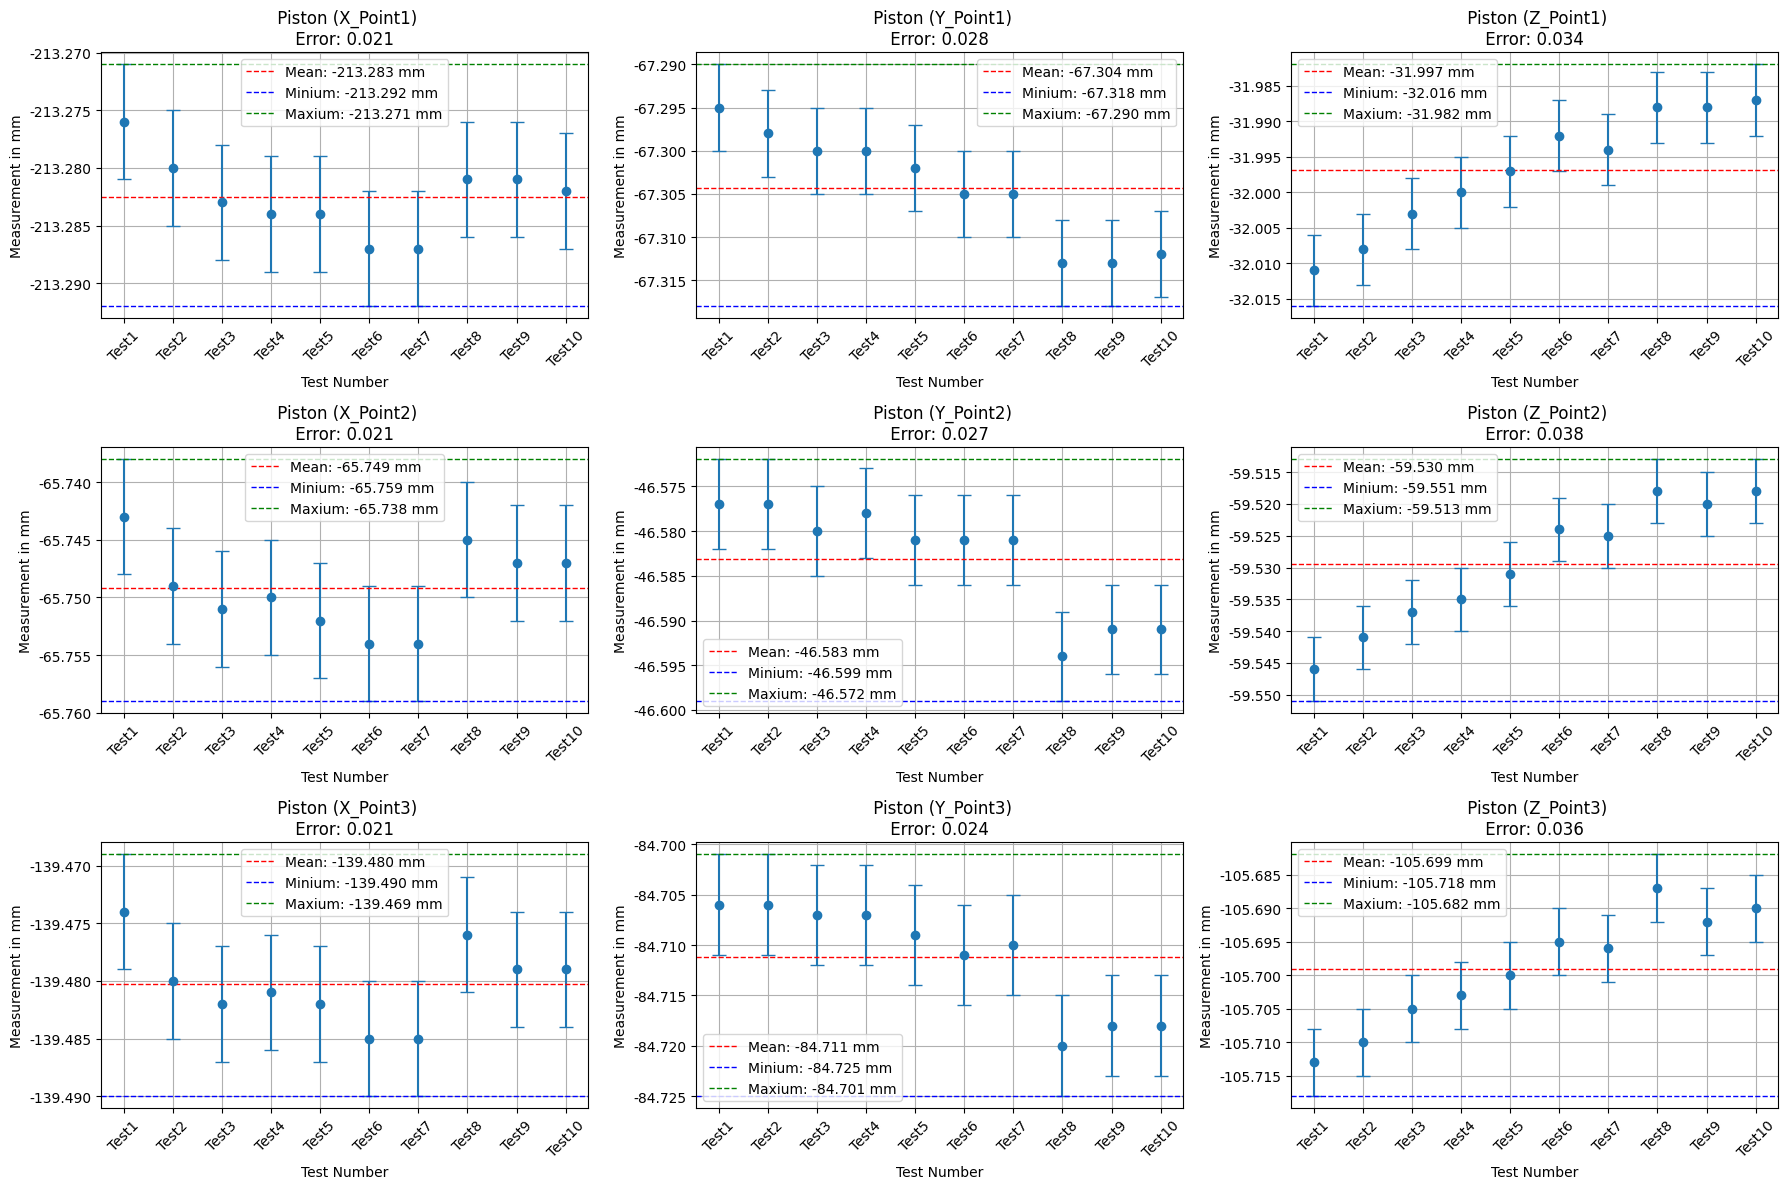 Piston (X_Point1)
Error: 0.021
-213.270
-213.275
-213.280
-213.285
-213.290
Measurement in mm
Mean: -213.283 mm
Minium: -213.292 mm
Maxium: -213.271 mm
Test1
Test2
Test3
Test4
Test5
Test6
Test7
Test8
Test9
Test10
Test Number
Piston (Y_Point1)
Error: 0.028
-67.290
-67.295
-67.300
-67.305
-67.310
-67.315
Measurement in mm
Mean: -67.304 mm
Minium: -67.318 mm
Maxium: -67.290 mm
Test1
Test2
Test3
Test4
Test5
Test6
Test7
Test8
Test9
Test10
Test Number
Piston (Z_Point1)
Error: 0.034
-31.985
-31.990
-31.995
-32.000
-32.005
-32.010
-32.015
Measurement in mm
Mean: -31.997 mm
Minium: -32.016 mm
Maxium: -31.982 mm
Test1
Test2
Test3
Test4
Test5
Test6
Test7
Test8
Test9
Test10
Test Number
Piston (X_Point2)
Error: 0.021
-65.740
-65.745
-65.750
-65.755
-65.760
Measurement in mm
Mean: -65.749 mm
Minium: -65.759 mm
Maxium: -65.738 mm
Test1
Test2
Test3
Test4
Test5
Test6
Test7
Test8
Test9
Test10
Test Number
Piston (Y_Point2)
Error: 0.027
-46.575
-46.580
-46.585
-46.590
-46.595
-46.600
Measurement in mm
Mean: -46.583 mm
Minium: -46.599 mm
Maxium: -46.572 mm
Test1
Test2
Test3
Test4
Test5
Test6
Test7
Test8
Test9
Test10
Test Number
Piston (Z_Point2)
Error: 0.038
-59.515
-59.520
-59.525
-59.530
-59.535
-59.540
-59.545
-59.550
Measurement in mm
Mean: -59.530 mm
Minium: -59.551 mm
Maxium: -59.513 mm
Test1
Test2
Test3
Test4
Test5
Test6
Test7
Test8
Test9
Test10
Test Number
Piston (X_Point3)
Error: 0.021
-139.470
-139.475
-139.480
-139.485
-139.490
Measurement in mm
Mean: -139.480 mm
Minium: -139.490 mm
Maxium: -139.469 mm
Test1
Test2
Test3
Test4
Test5
Test6
Test7
Test8
Test9
Test10
Test Number
Piston (Y_Point3)
Error: 0.024
-84.700
-84.705
-84.710
-84.715
-84.720
-84.725
Measurement in mm
Mean: -84.711 mm
Minium: -84.725 mm
Maxium: -84.701 mm
Test1
Test2
Test3
Test4
Test5
Test6
Test7
Test8
Test9
Test10
Test Number
Piston (Z_Point3)
Error: 0.036
-105.685
-105.690
-105.695
-105.700
-105.705
-105.710
-105.715
Measurement in mm
Mean: -105.699 mm
Minium: -105.718 mm
Maxium: -105.682 mm
Test1
Test2
Test3
Test4
Test5
Test6
Test7
Test8
Test9
Test10
Test Number